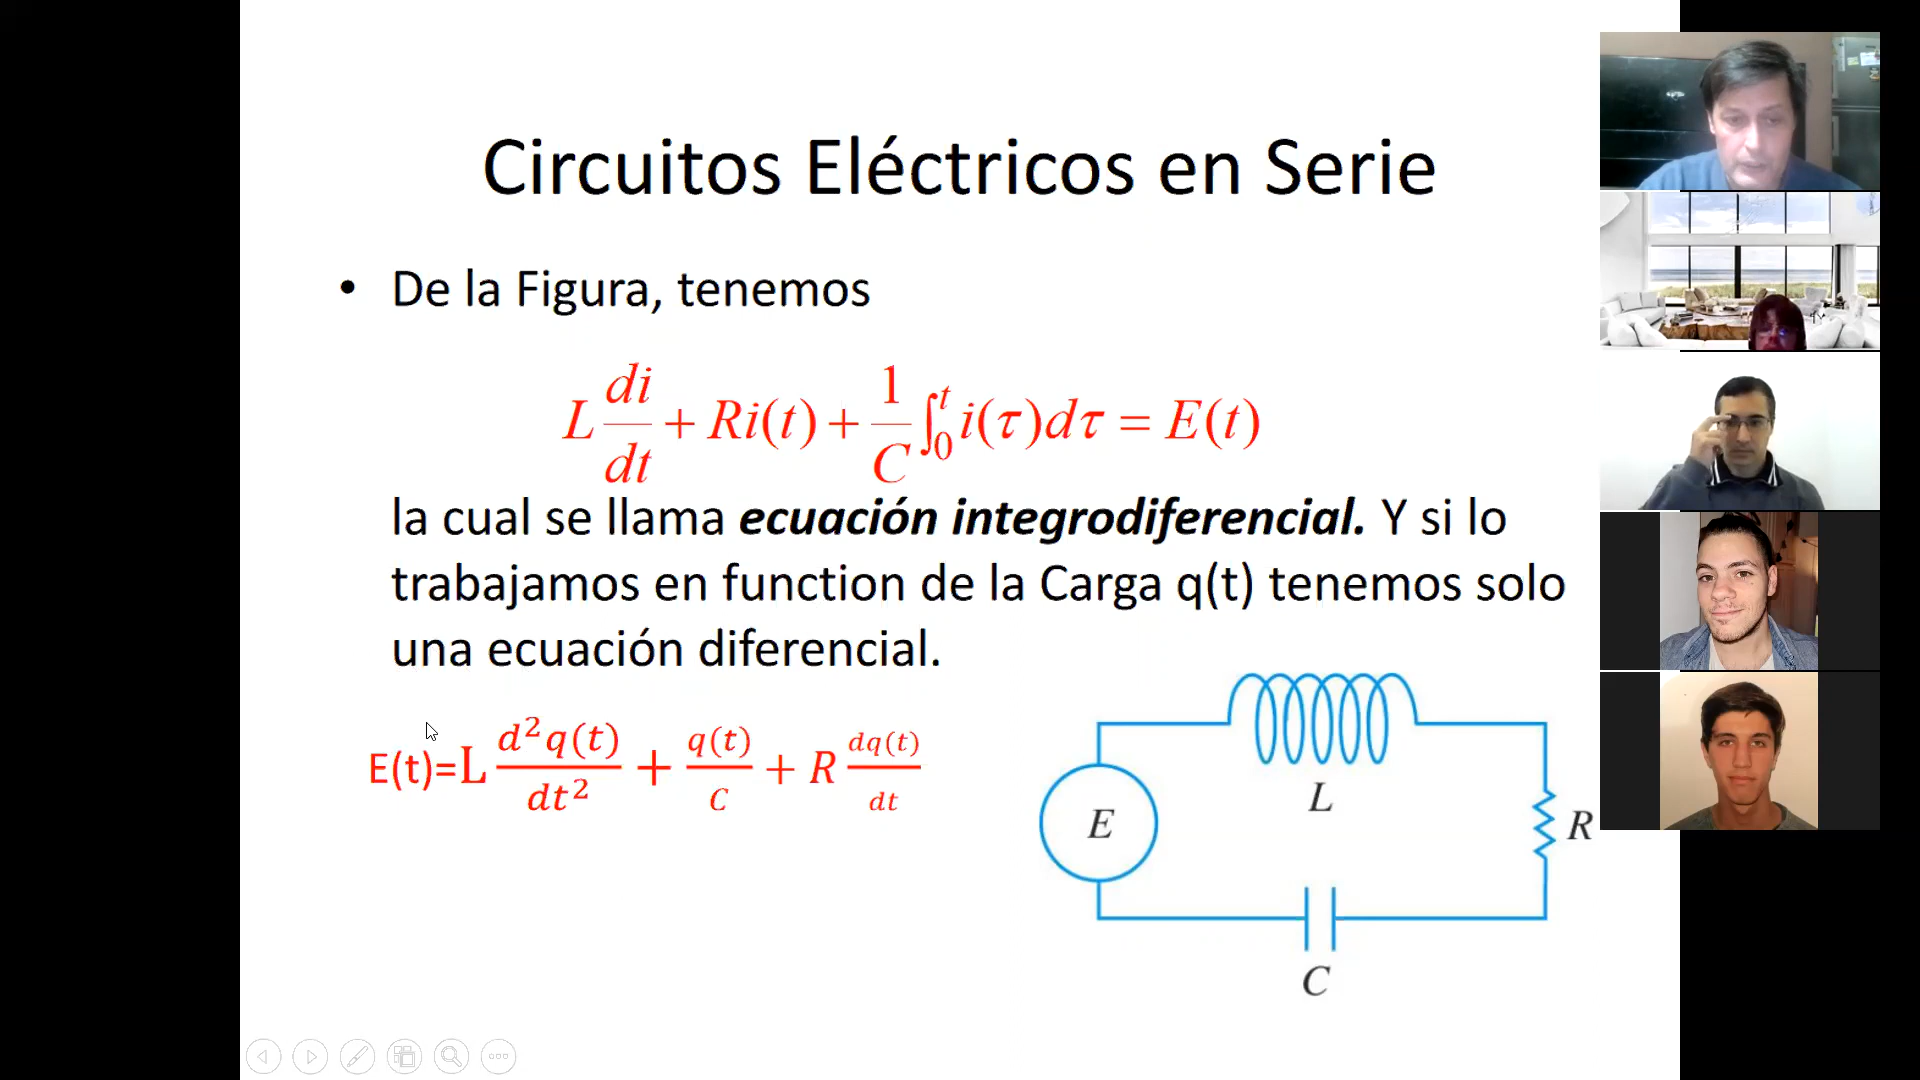 Circuitos Eléctricos en Serie
• De la Figura, tenemos
L di/dt + Ri(t) + 1/C ∫₀ᵗ i(τ)dτ = E(t)
la cual se llama ecuación integrodiferencial. Y si lo
trabajamos en function de la Carga q(t) tenemos solo
una ecuación diferencial.
E(t)=L d²q(t)/dt² + q(t)/C + R dq(t)/dt
L
E
R
C